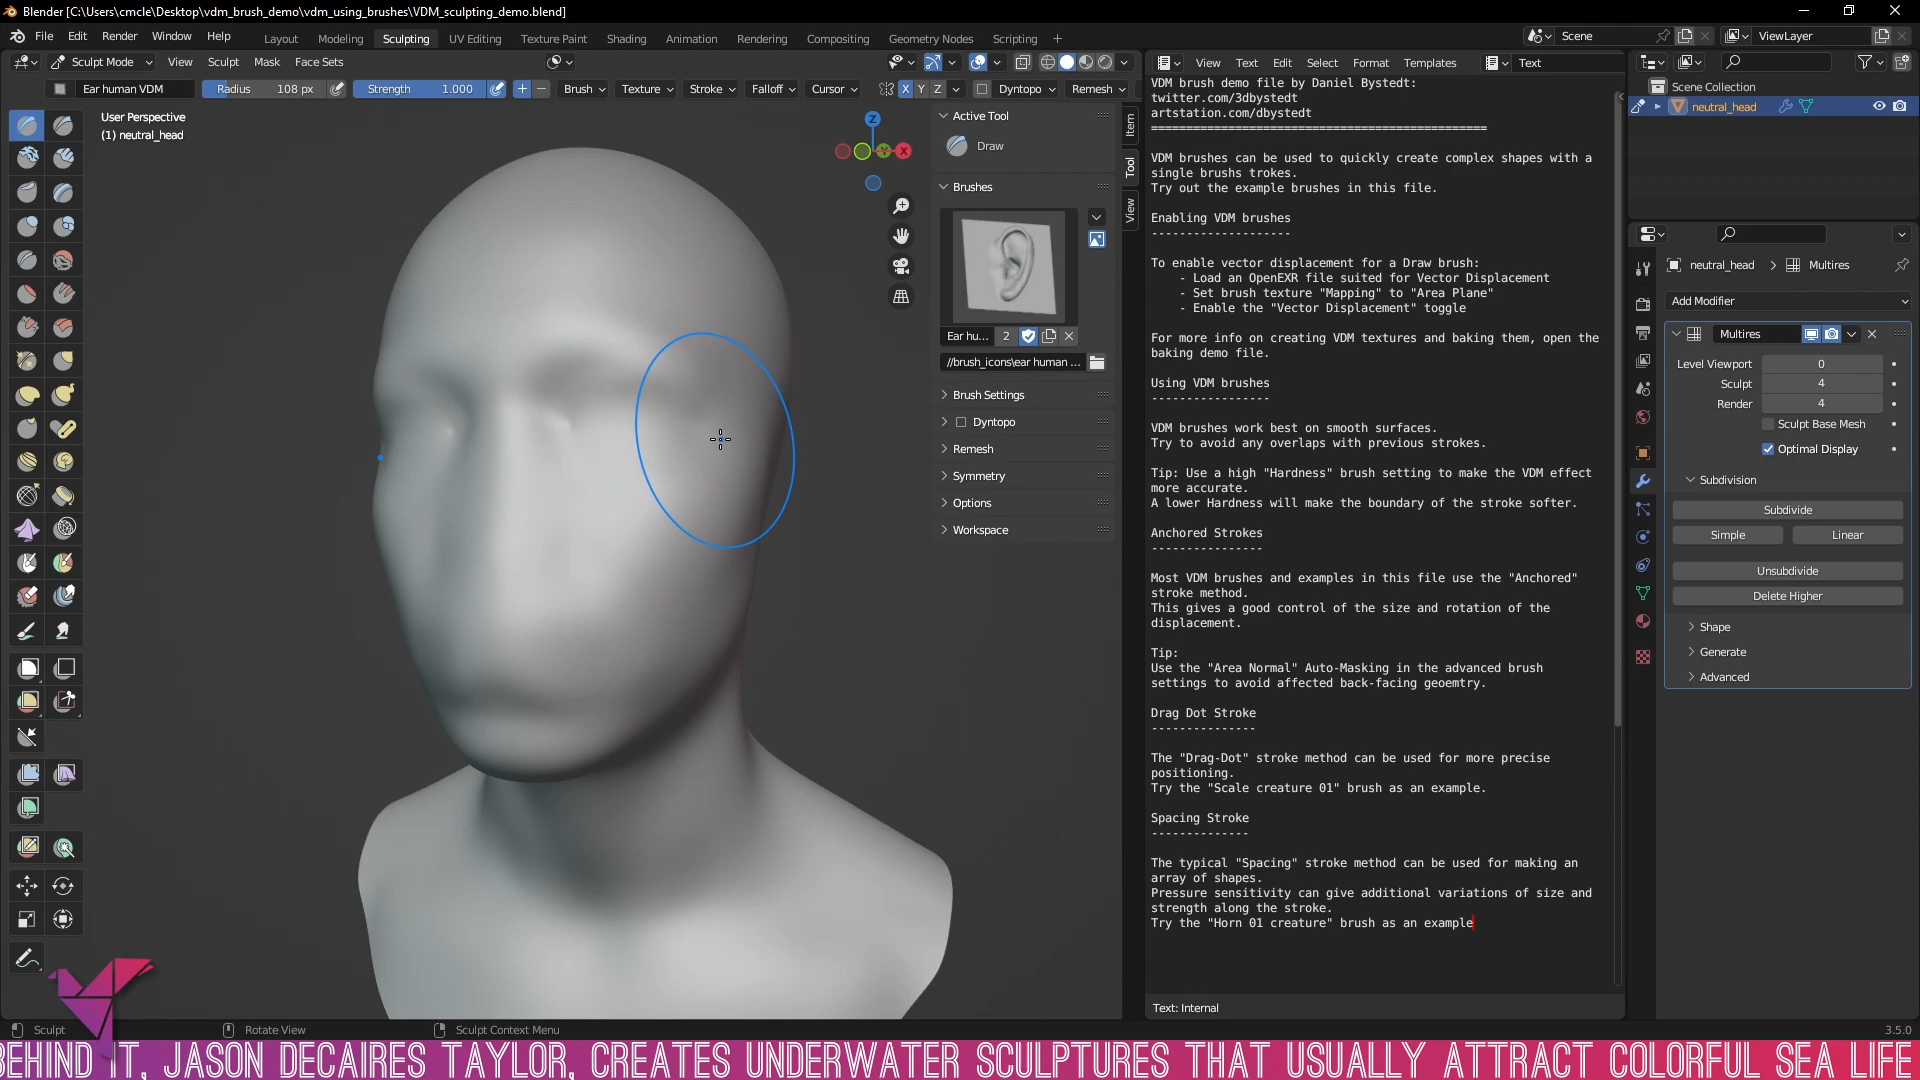 Blender [C:\Users\cmcle\Desktop\vdm_brush_demo\vdm_using_brushes\VDM_sculpting_demo.blend]
File Edit Render Window Help Layout Modeling Sculpting UV Editing Texture Paint Shading Animation Rendering Compositing Geometry Nodes Scripting + Scene ViewLayer
Sculpt Mode View Sculpt Mask Face Sets
View Text Edit Select Format Templates Text
Ear human VDM Radius 108 px Strength 1.000 Brush Texture Stroke Falloff Cursor X Y Z Dyntopo Remesh
User Perspective
(1) neutral_head
Z
Y
X
Active Tool
Draw
Brushes
Ear hu... 2
//brush_icons\ear human ...
Brush Settings
Dyntopo
Remesh
Symmetry
Options
Workspace
Item
Tool
View
VDM brush demo file by Daniel Bystedt:
twitter.com/3dbystedt
artstation.com/dbystedt
================================================
VDM brushes can be used to quickly create complex shapes with a
single brushs trokes.
Try out the example brushes in this file.
Enabling VDM brushes
--------------------
To enable vector displacement for a Draw brush:
- Load an OpenEXR file suited for Vector Displacement
- Set brush texture "Mapping" to "Area Plane"
- Enable the "Vector Displacement" toggle
For more info on creating VDM textures and baking them, open the
baking demo file.
Using VDM brushes
-----------------
VDM brushes work best on smooth surfaces.
Try to avoid any overlaps with previous strokes.
Tip: Use a high "Hardness" brush setting to make the VDM effect
more accurate.
A lower Hardness will make the boundary of the stroke softer.
Anchored Strokes
----------------
Most VDM brushes and examples in this file use the "Anchored"
stroke method.
This gives a good control of the size and rotation of the
displacement.
Tip:
Use the "Area Normal" Auto-Masking in the advanced brush
settings to avoid affected back-facing geoemtry.
Drag Dot Stroke
---------------
The "Drag-Dot" stroke method can be used for more precise
positioning.
Try the "Scale creature 01" brush as an example.
Spacing Stroke
--------------
The typical "Spacing" stroke method can be used for making an
array of shapes.
Pressure sensitivity can give additional variations of size and
strength along the stroke.
Try the "Horn 01 creature" brush as an example
Text: Internal
Scene Collection
neutral_head
neutral_head > Multires
Add Modifier
Multires
Level Viewport 0
Sculpt 4
Render 4
Sculpt Base Mesh
Optimal Display
Subdivision
Subdivide
Simple Linear
Unsubdivide
Delete Higher
Shape
Generate
Advanced
Sculpt Rotate View Sculpt Context Menu 3.5.0
BEHIND IT, JASON DECAIRES TAYLOR, CREATES UNDERWATER SCULPTURES THAT USUALLY ATTRACT COLORFUL SEA LIFE